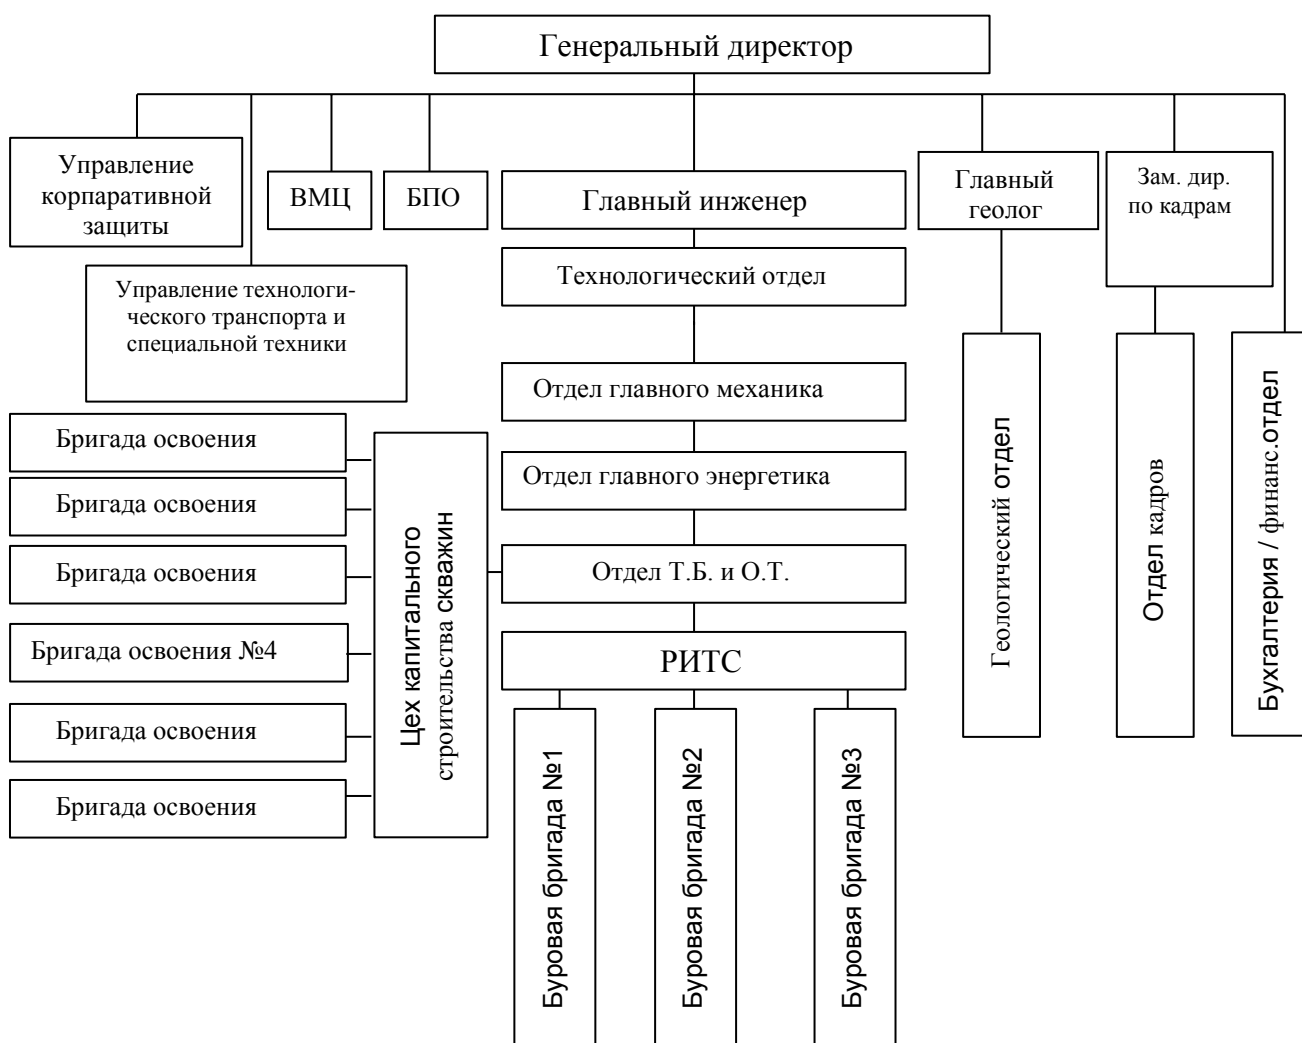 Генеральный директор
Управление
корпаративной
защиты
ВМЦ
БПО
Главный инженер
Главный
геолог
Зам. дир.
по кадрам
Технологический отдел
Управление технологи-
ческого транспорта и
специальной техники
Отдел главного механика
Отдел главного энергетика
Отдел Т.Б. и О.Т.
РИТС
Бригада освоения
Бригада освоения
Бригада освоения
Бригада освоения №4
Бригада освоения
Бригада освоения
Цех капитального
строительства скважин
Буровая бригада №1
Буровая бригада №2
Буровая бригада №3
Геологический отдел
Отдел кадров
Бухгалтерия / финанс.отдел